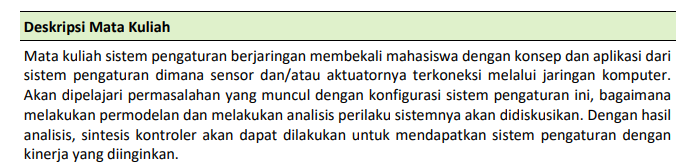 Deskripsi Mata Kuliah
Mata kuliah sistem pengaturan berjaringan membekali mahasiswa dengan konsep dan aplikasi dari
sistem pengaturan dimana sensor dan/atau aktuatornya terkoneksi melalui jaringan komputer.
Akan dipelajari permasalahan yang muncul dengan konfigurasi sistem pengaturan ini, bagaimana
melakukan permodelan dan melakukan analisis perilaku sistemnya akan didiskusikan. Dengan hasil
analisis, sintesis kontroler akan dapat dilakukan untuk mendapatkan sistem pengaturan dengan
kinerja yang diinginkan.